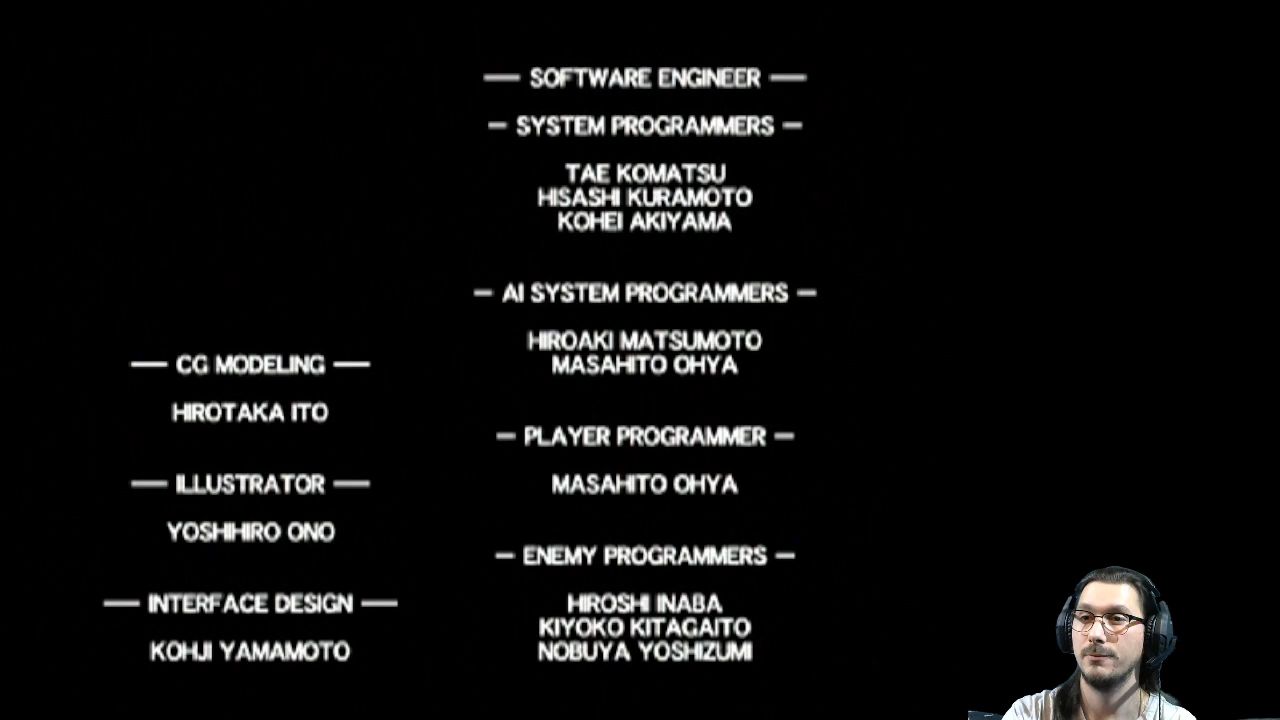 — CG MODELING —
HIROTAKA ITO
— ILLUSTRATOR —
YOSHIHIRO ONO
— INTERFACE DESIGN —
KOHJI YAMAMOTO
— SOFTWARE ENGINEER —
– SYSTEM PROGRAMMERS –
TAE KOMATSU
HISASHI KURAMOTO
KOHEI AKIYAMA
– AI SYSTEM PROGRAMMERS –
HIROAKI MATSUMOTO
MASAHITO OHYA
– PLAYER PROGRAMMER –
MASAHITO OHYA
– ENEMY PROGRAMMERS –
HIROSHI INABA
KIYOKO KITAGAITO
NOBUYA YOSHIZUMI